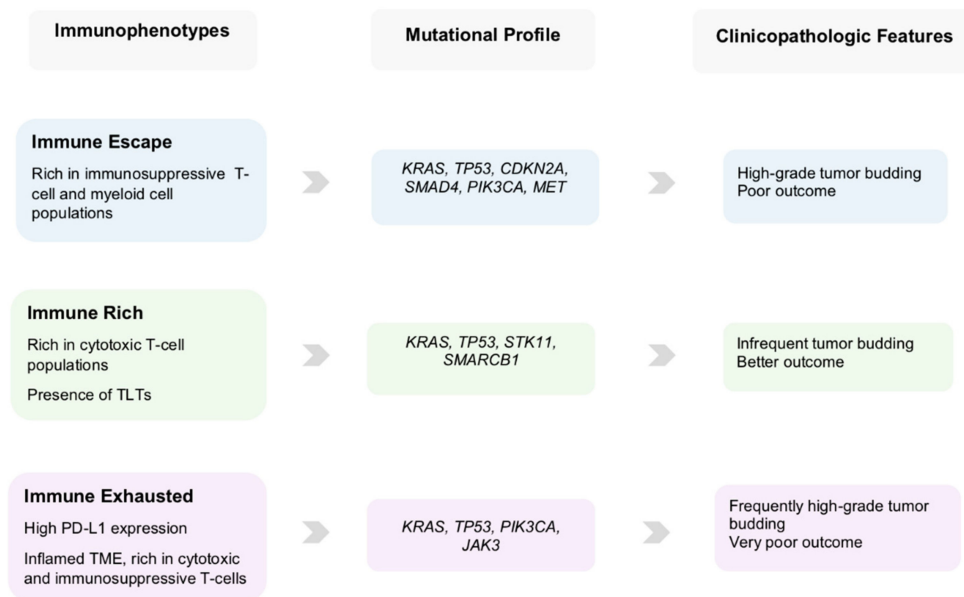 Immunophenotypes
Mutational Profile
Clinicopathologic Features
Immune Escape
Rich in immunosuppressive T-
cell and myeloid cell
populations
KRAS, TP53, CDKN2A,
SMAD4, PIK3CA, MET
High-grade tumor budding
Poor outcome
Immune Rich
Rich in cytotoxic T-cell
populations
Presence of TLTs
KRAS, TP53, STK11,
SMARCB1
Infrequent tumor budding
Better outcome
Immune Exhausted
High PD-L1 expression
Inflamed TME, rich in cytotoxic
and immunosuppressive T-cells
KRAS, TP53, PIK3CA,
JAK3
Frequently high-grade tumor
budding
Very poor outcome